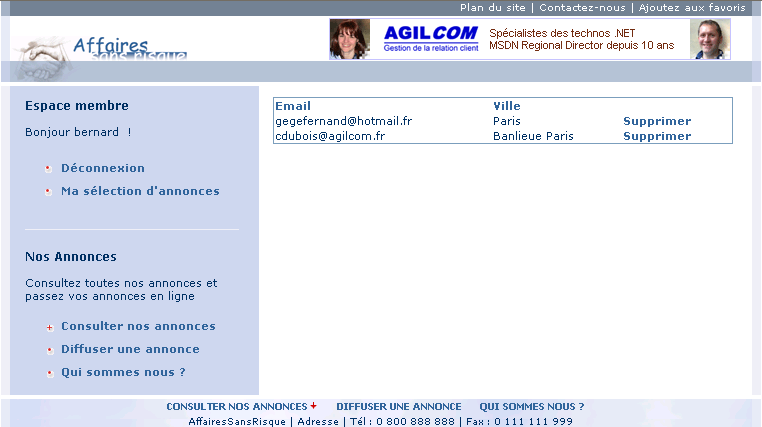 Plan du site | Contactez-nous | Ajoutez aux favoris
Affaires
sans risque
AGILCOM
Gestion de la relation client
Spécialistes des technos .NET
MSDN Regional Director depuis 10 ans
Espace membre
Bonjour bernard !
Déconnexion
Ma sélection d'annonces
Nos Annonces
Consultez toutes nos annonces et
passez vos annonces en ligne
Consulter nos annonces
Diffuser une annonce
Qui sommes nous ?
Email Ville
gegefernand@hotmail.fr Paris Supprimer
cdubois@agilcom.fr Banlieue Paris Supprimer
CONSULTER NOS ANNONCES DIFFUSER UNE ANNONCE QUI SOMMES NOUS ?
AffairesSansRisque | Adresse | Tél : 0 800 888 888 | Fax : 0 111 111 999